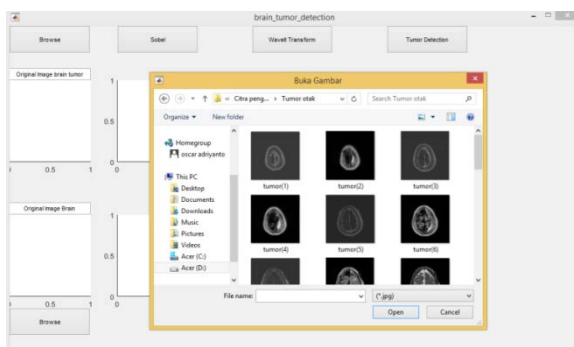 brain_tumor_detection
Browse
Sobel
Wavelt Transform
Tumor Detection
Original Image brain tumor
1
0.5
0
0.5
1
0
Original Image Brain
1
0.5
0
0.5
1
0
Browse
Buka Gambar
« Citra peng... › Tumor otak
Search Tumor otak
Organize
New folder
Homegroup
oscar adriyanto
This PC
Desktop
Documents
Downloads
Music
Pictures
Videos
Acer (C:)
Acer (D:)
tumor(1)
tumor(2)
tumor(3)
tumor(4)
tumor(5)
tumor(6)
File name:
(*.jpg)
Open
Cancel